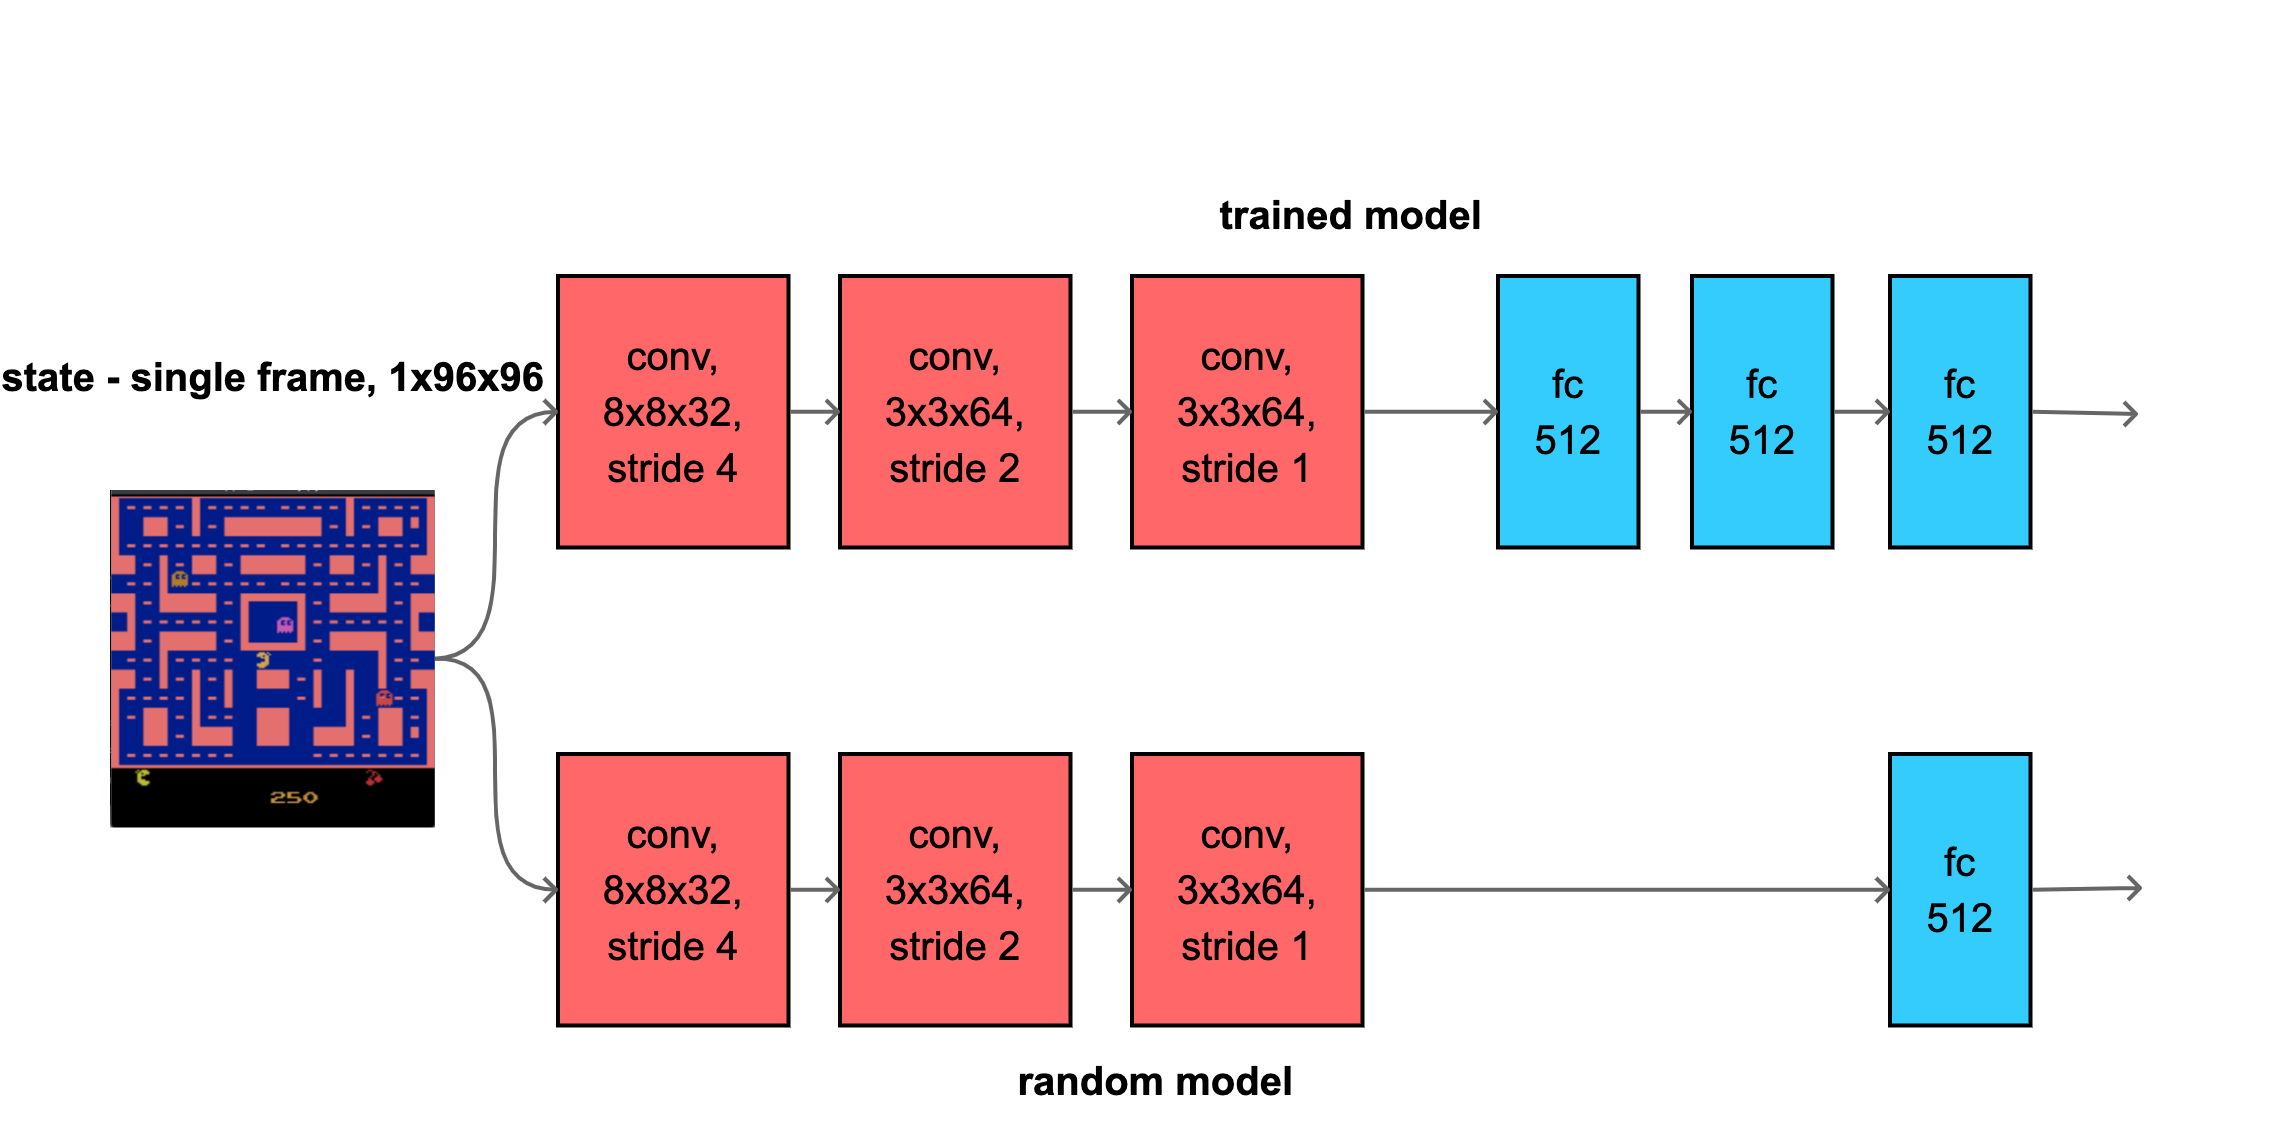 trained model
state - single frame, 1x96x96
conv,
8x8x32,
stride 4
conv,
3x3x64,
stride 2
conv,
3x3x64,
stride 1
fc
512
fc
512
fc
512
250
conv,
8x8x32,
stride 4
conv,
3x3x64,
stride 2
conv,
3x3x64,
stride 1
fc
512
random model